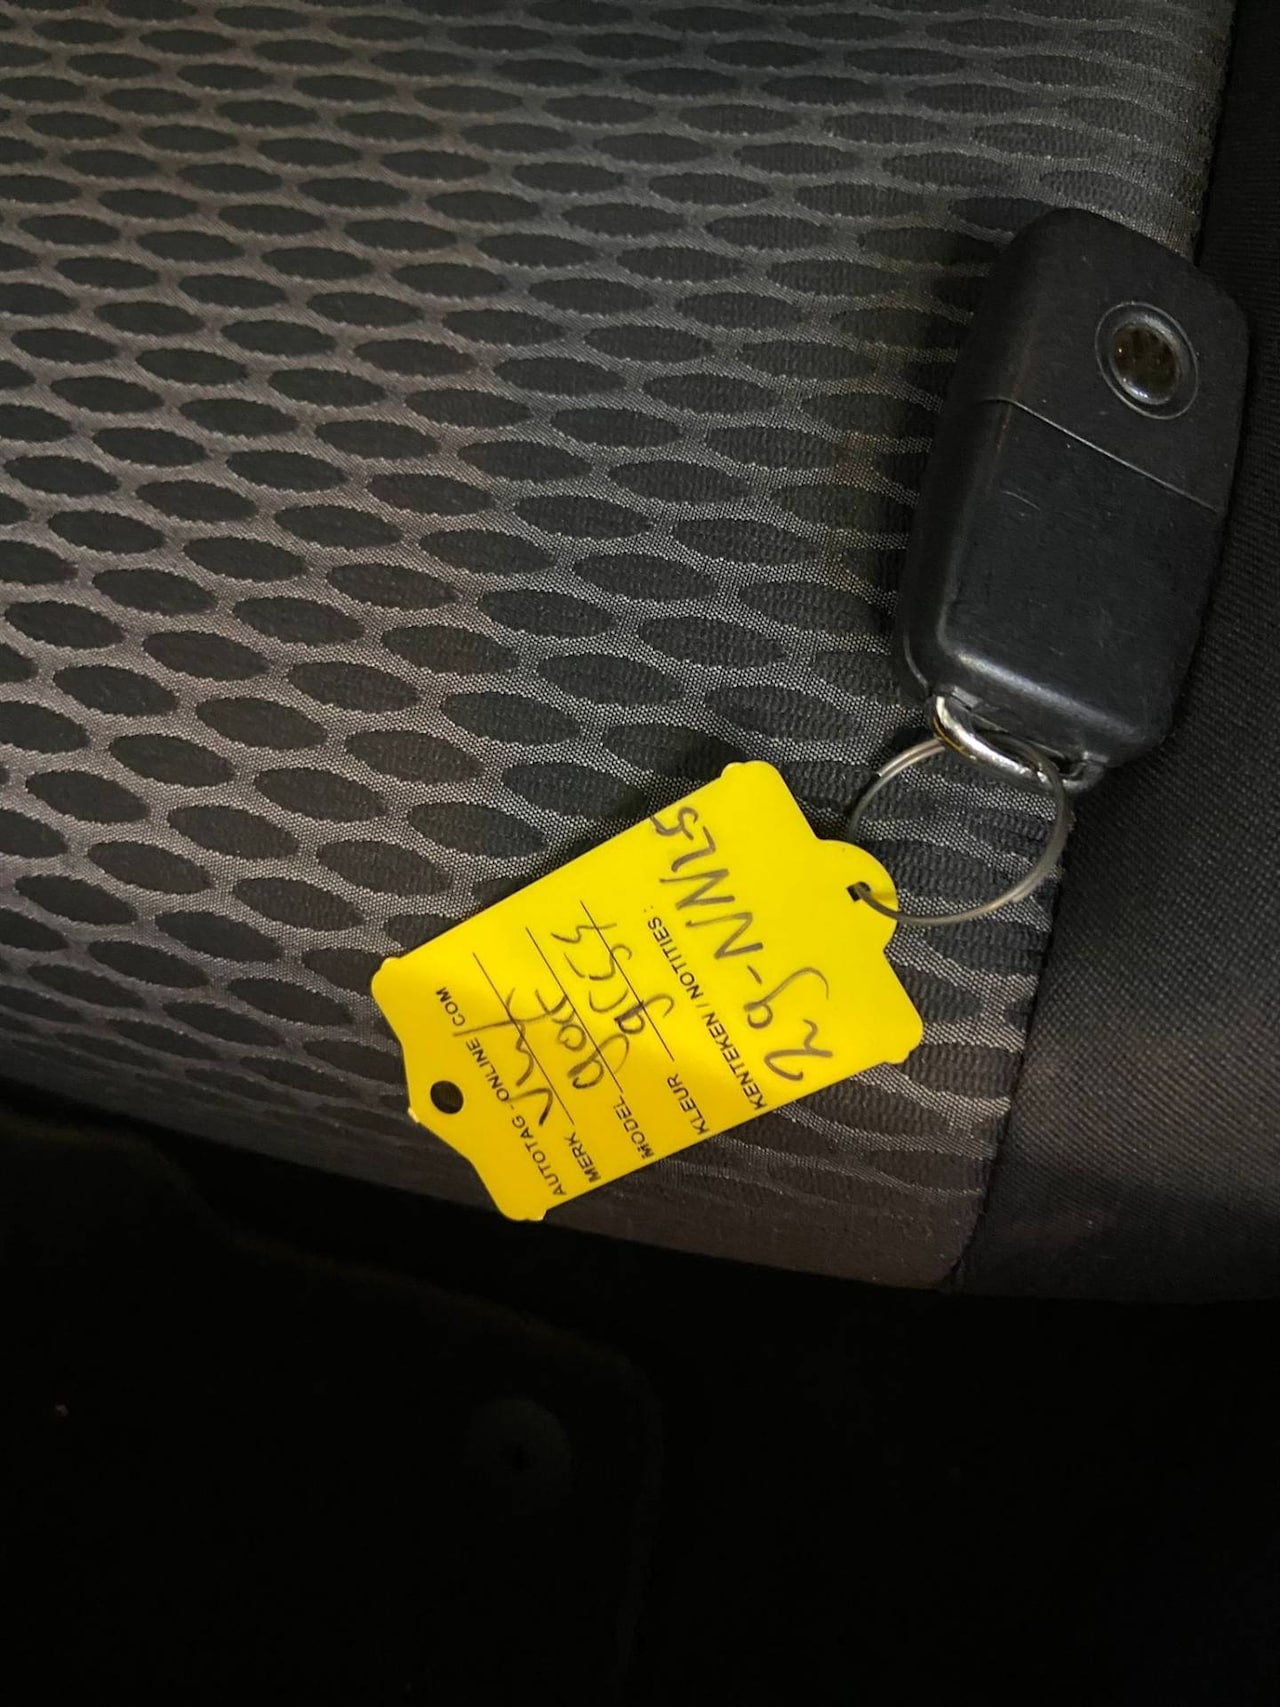 AUTOTAG-ONLINE/COM
MERK VW
MODEL golf
KLEUR grijs
KENTEKEN / NOTITIES:
29-NNL5